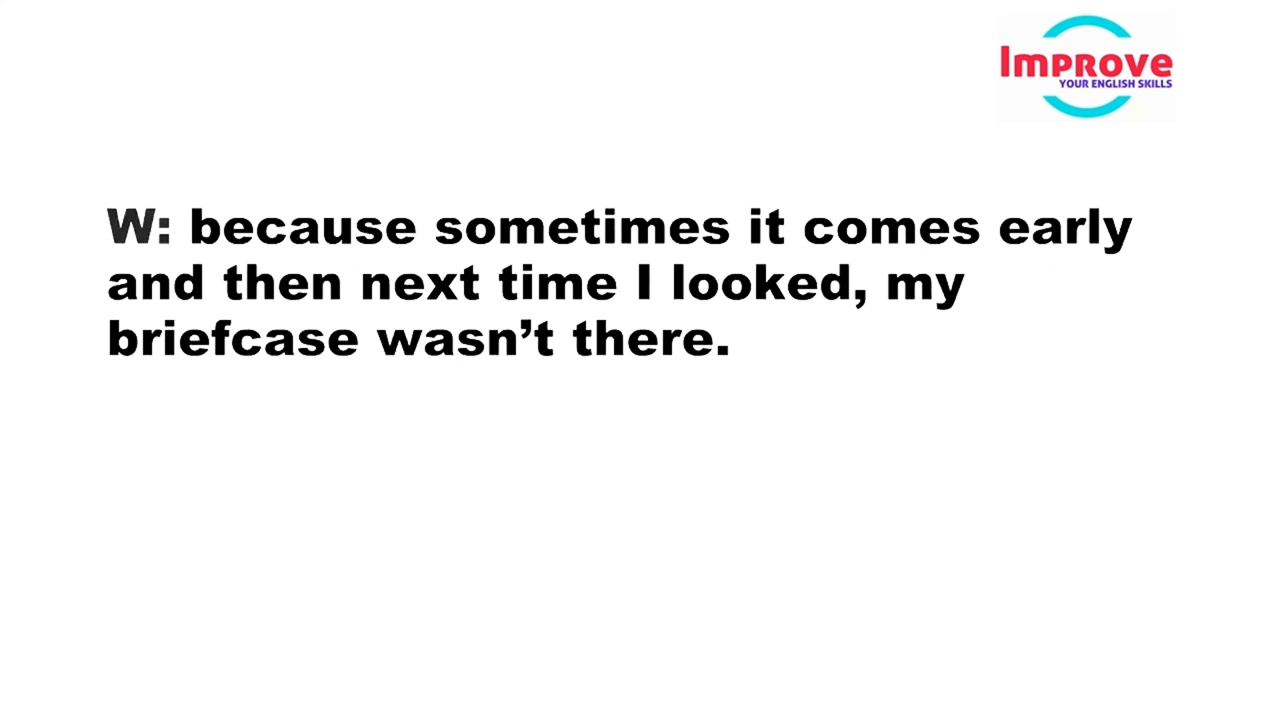 Improve
YOUR ENGLISH SKILLS
W: because sometimes it comes early
and then next time I looked, my
briefcase wasn’t there.